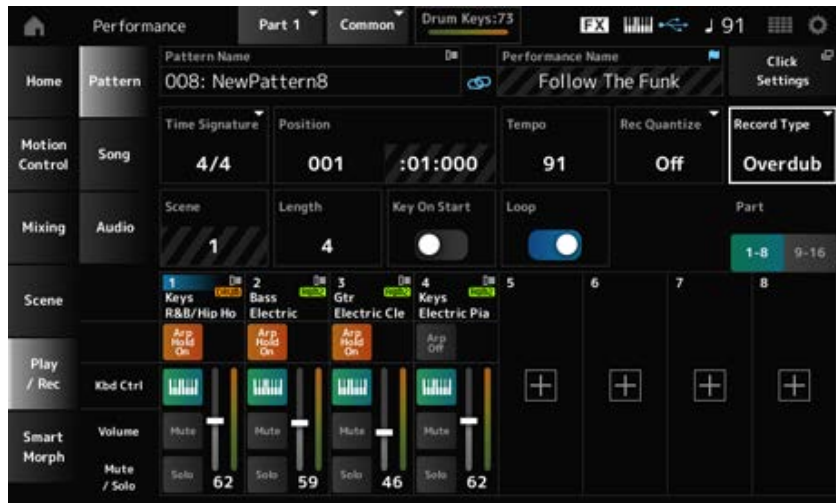 Performance Part 1 Common Drum Keys:73 FX ♩ 91
Home
Pattern
Pattern Name
008: NewPattern8
Performance Name
Follow The Funk
Click
Settings
Motion
Control
Song
Time Signature
4/4
Position
001 :01:000
Tempo
91
Rec Quantize
Off
Record Type
Overdub
Mixing
Audio
Scene
1
Length
4
Key On Start
Loop
Part
1-8 9-16
Scene
1
Keys
R&B/Hip Ho
2
Bass
Electric
3
Gtr
Electric Cle
4
Keys
Electric Pia
5 6 7 8
Arp
Hold
On
Arp
Hold
On
Arp
Hold
On
Arp
Off
Play
/ Rec
Kbd Ctrl
Smart
Morph
Volume
Mute Mute Mute Mute
Mute
/ Solo
Solo 62 Solo 59 Solo 46 Solo 62